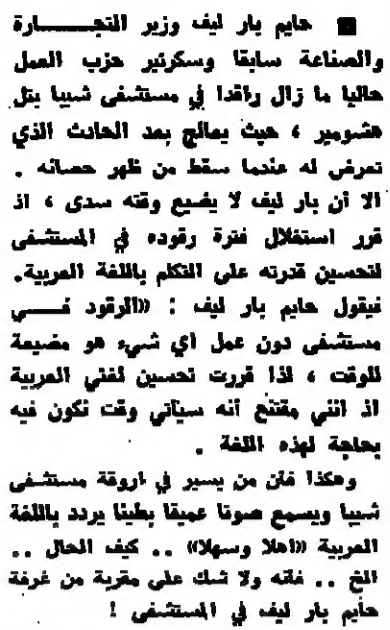 ■ حايم بار ليف وزير التجـــارة
والصناعة سابقا وسكرتير حزب العمل
حاليا ما زال راقدا في مستشفى شيبا بتل
هشومير ، حيث يعالج بعد الحادث الذي
تعرض له عندما سقط من ظهر حصانه .
الا أن بار ليف لا يضيع وقته سدى ، اذ
قرر استغلال فترة رقوده في المستشفى
لتحسين قدرته على التكلم باللغة العربية.
فيقول حايم بار ليف : «الرقود فـــي
مستشفى دون عمل أي شيء هو مضيعة
للوقت ، لذا قررت تحسين لغتي العربية
اذ انني مقتنع أنه سيأتي وقت تكون فيه
بحاجة لهذه اللغة .
وهكذا فان من يسير في اروقة مستشفى
شيبا ويسمع صوتا عميقا بطيئا يردد باللغة
العربية «اهلا وسهلا» .. كيف الحال ..
الخ .. فانه ولا شك على مقربة من غرفة
حايم بار ليف في المستشفى !